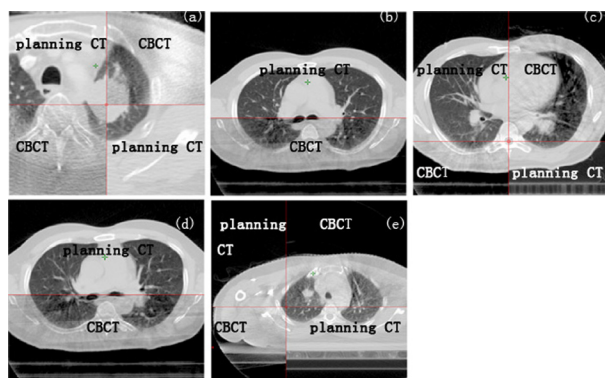 (a)
planning CT CBCT
CBCT planning CT
(b)
planning CT
CBCT
(c)
planning CT CBCT
CBCT planning CT
(d)
planning CT
CBCT
(e)
planning CBCT
CT
CBCT planning CT